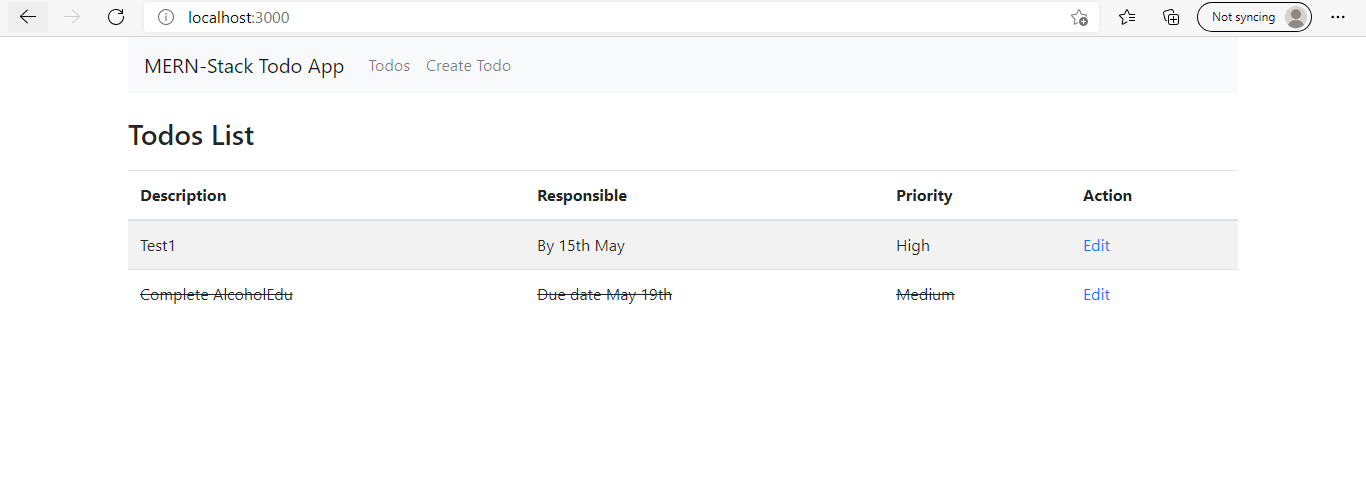 localhost:3000
Not syncing
MERN-Stack Todo App Todos Create Todo
Todos List
Description Responsible Priority Action
Test1 By 15th May High Edit
Complete AlcoholEdu Due date May 19th Medium Edit